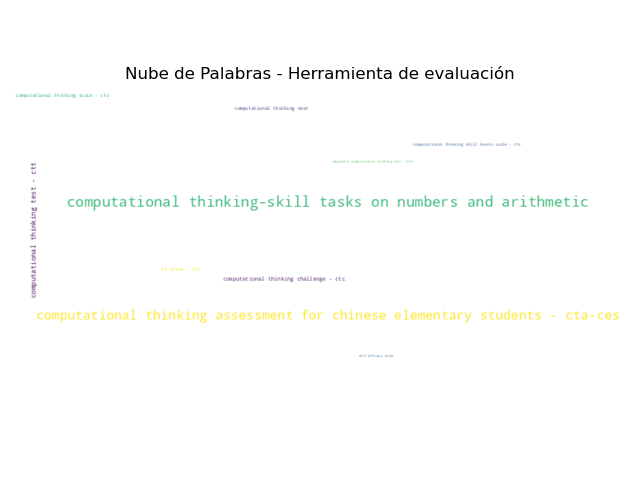 Nube de Palabras - Herramienta de evaluación
computational thinking scale - cts
computational thinking test
computational thinking skill levels scale - cts
beginners computational thinking test - bctt
computational thinking test - ctt
computational thinking-skill tasks on numbers and arithmetic
ct scale - cts
computational thinking challenge - ctc
computational thinking assessment for chinese elementary students - cta-ces
self-efficacy scale